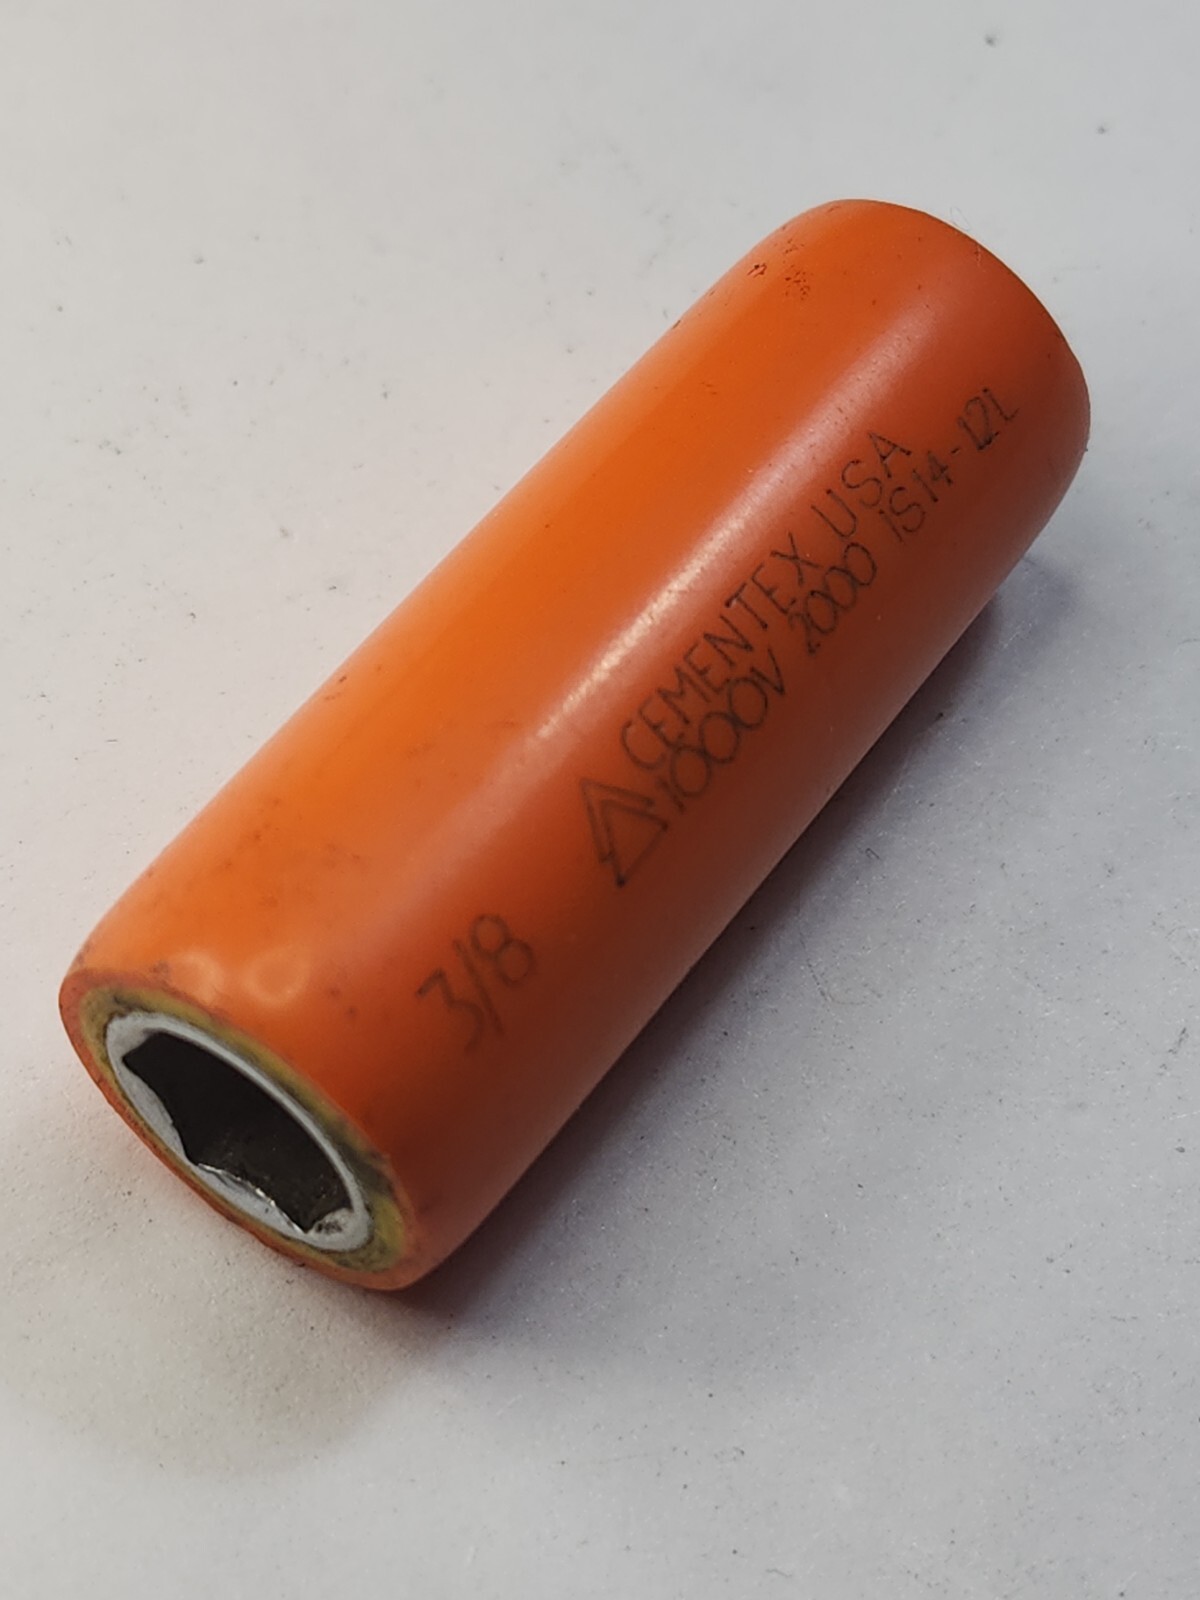 3/8
CEMENTEX USA
1000V 2000 IS14-12L